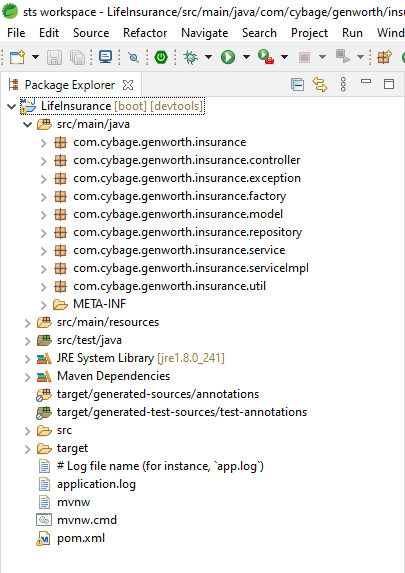 sts workspace - LifeInsurance/src/main/java/com/cybage/genworth/insu
File Edit Source Refactor Navigate Search Project Run Wind
Package Explorer
LifeInsurance [boot] [devtools]
src/main/java
com.cybage.genworth.insurance
com.cybage.genworth.insurance.controller
com.cybage.genworth.insurance.exception
com.cybage.genworth.insurance.factory
com.cybage.genworth.insurance.model
com.cybage.genworth.insurance.repository
com.cybage.genworth.insurance.service
com.cybage.genworth.insurance.serviceImpl
com.cybage.genworth.insurance.util
META-INF
src/main/resources
src/test/java
JRE System Library [jre1.8.0_241]
Maven Dependencies
target/generated-sources/annotations
target/generated-test-sources/test-annotations
src
target
# Log file name (for instance, `app.log`)
application.log
mvnw
mvnw.cmd
pom.xml